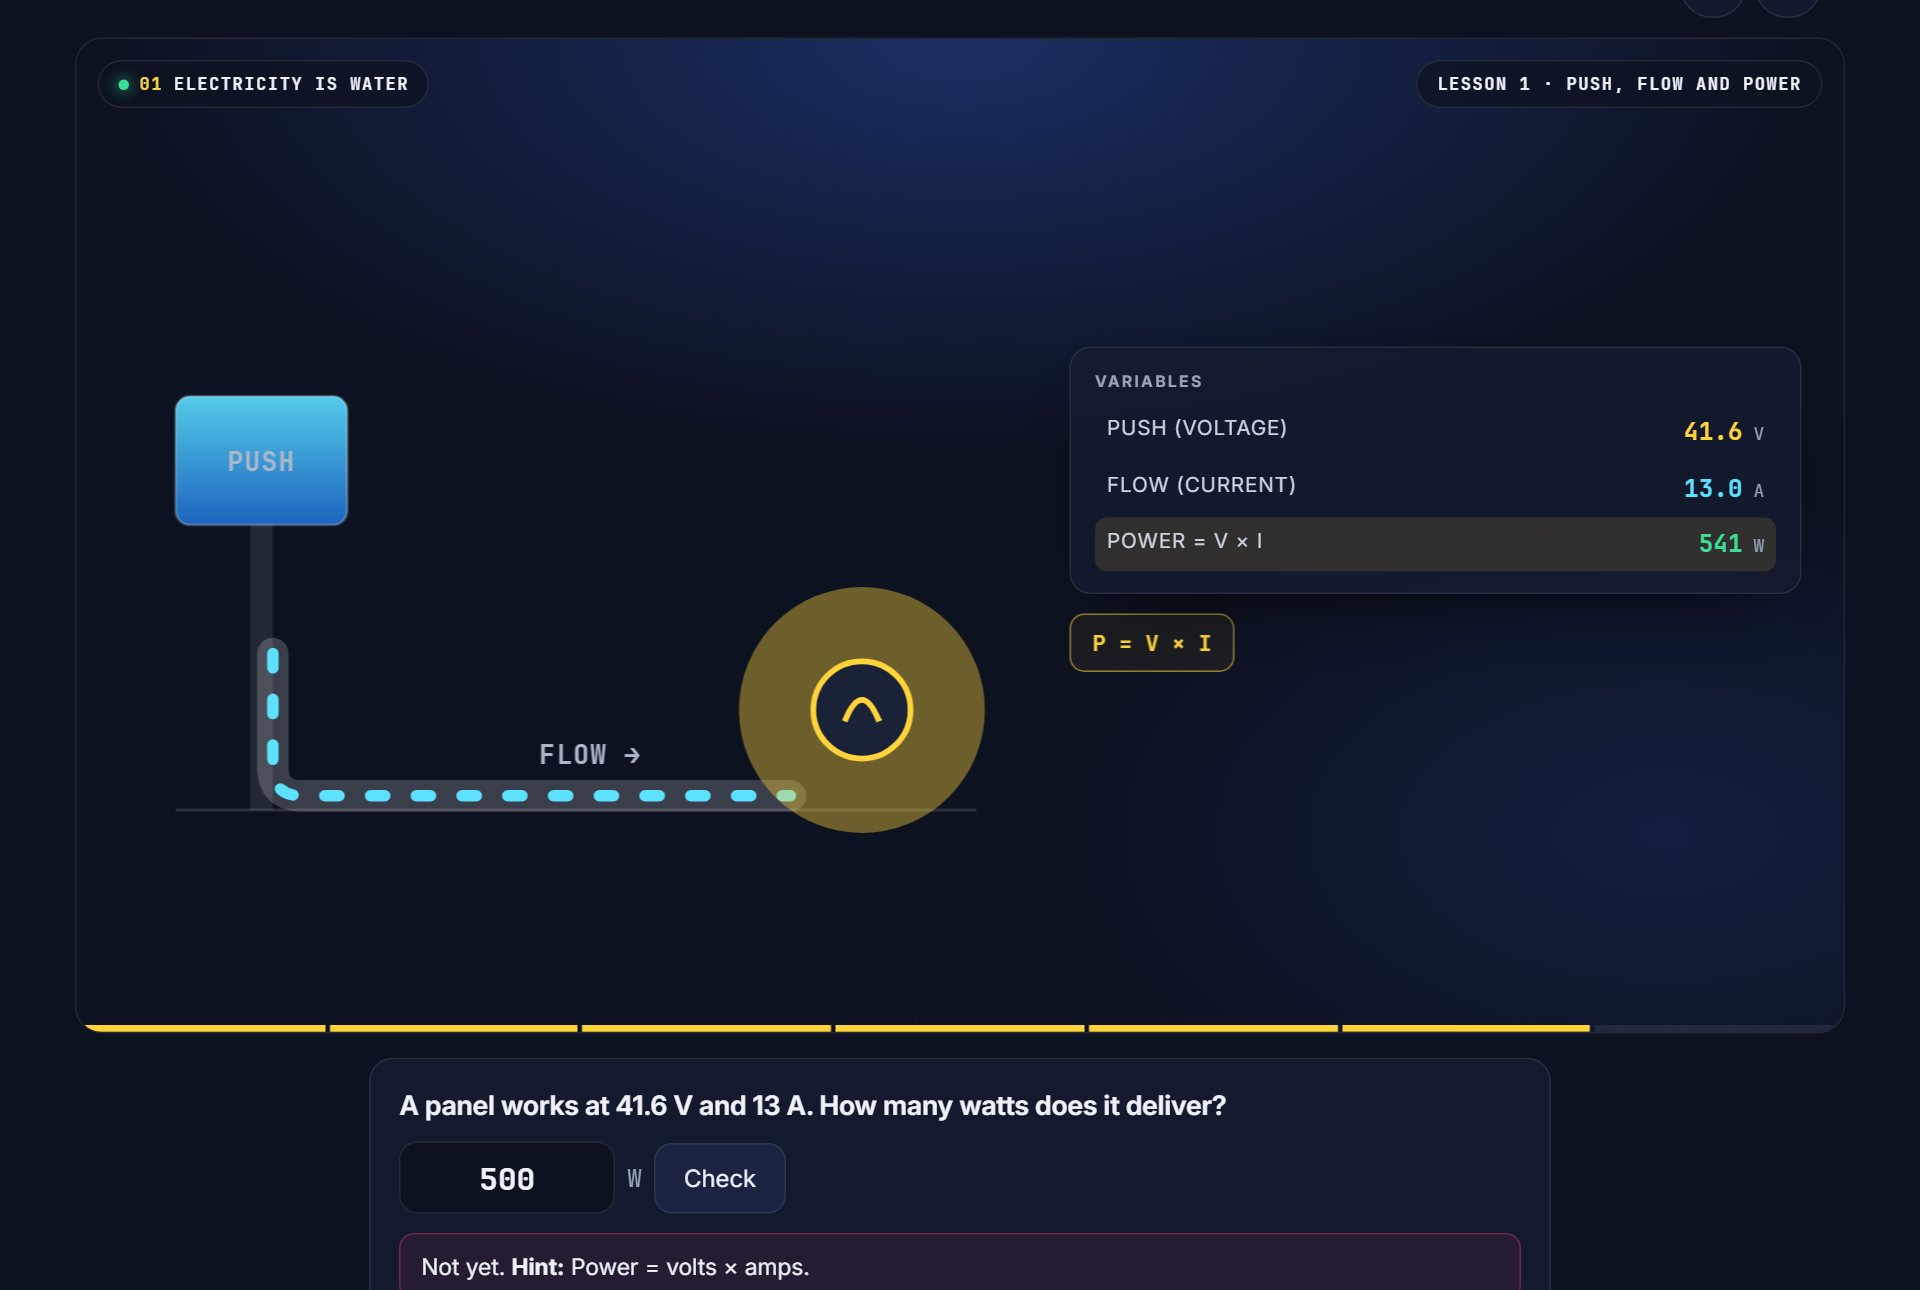 01 ELECTRICITY IS WATER
LESSON 1 · PUSH, FLOW AND POWER
VARIABLES
PUSH (VOLTAGE) 41.6 V
FLOW (CURRENT) 13.0 A
POWER = V × I 541 W
P = V × I
PUSH
FLOW →
A panel works at 41.6 V and 13 A. How many watts does it deliver?
500 W Check
Not yet. Hint: Power = volts × amps.